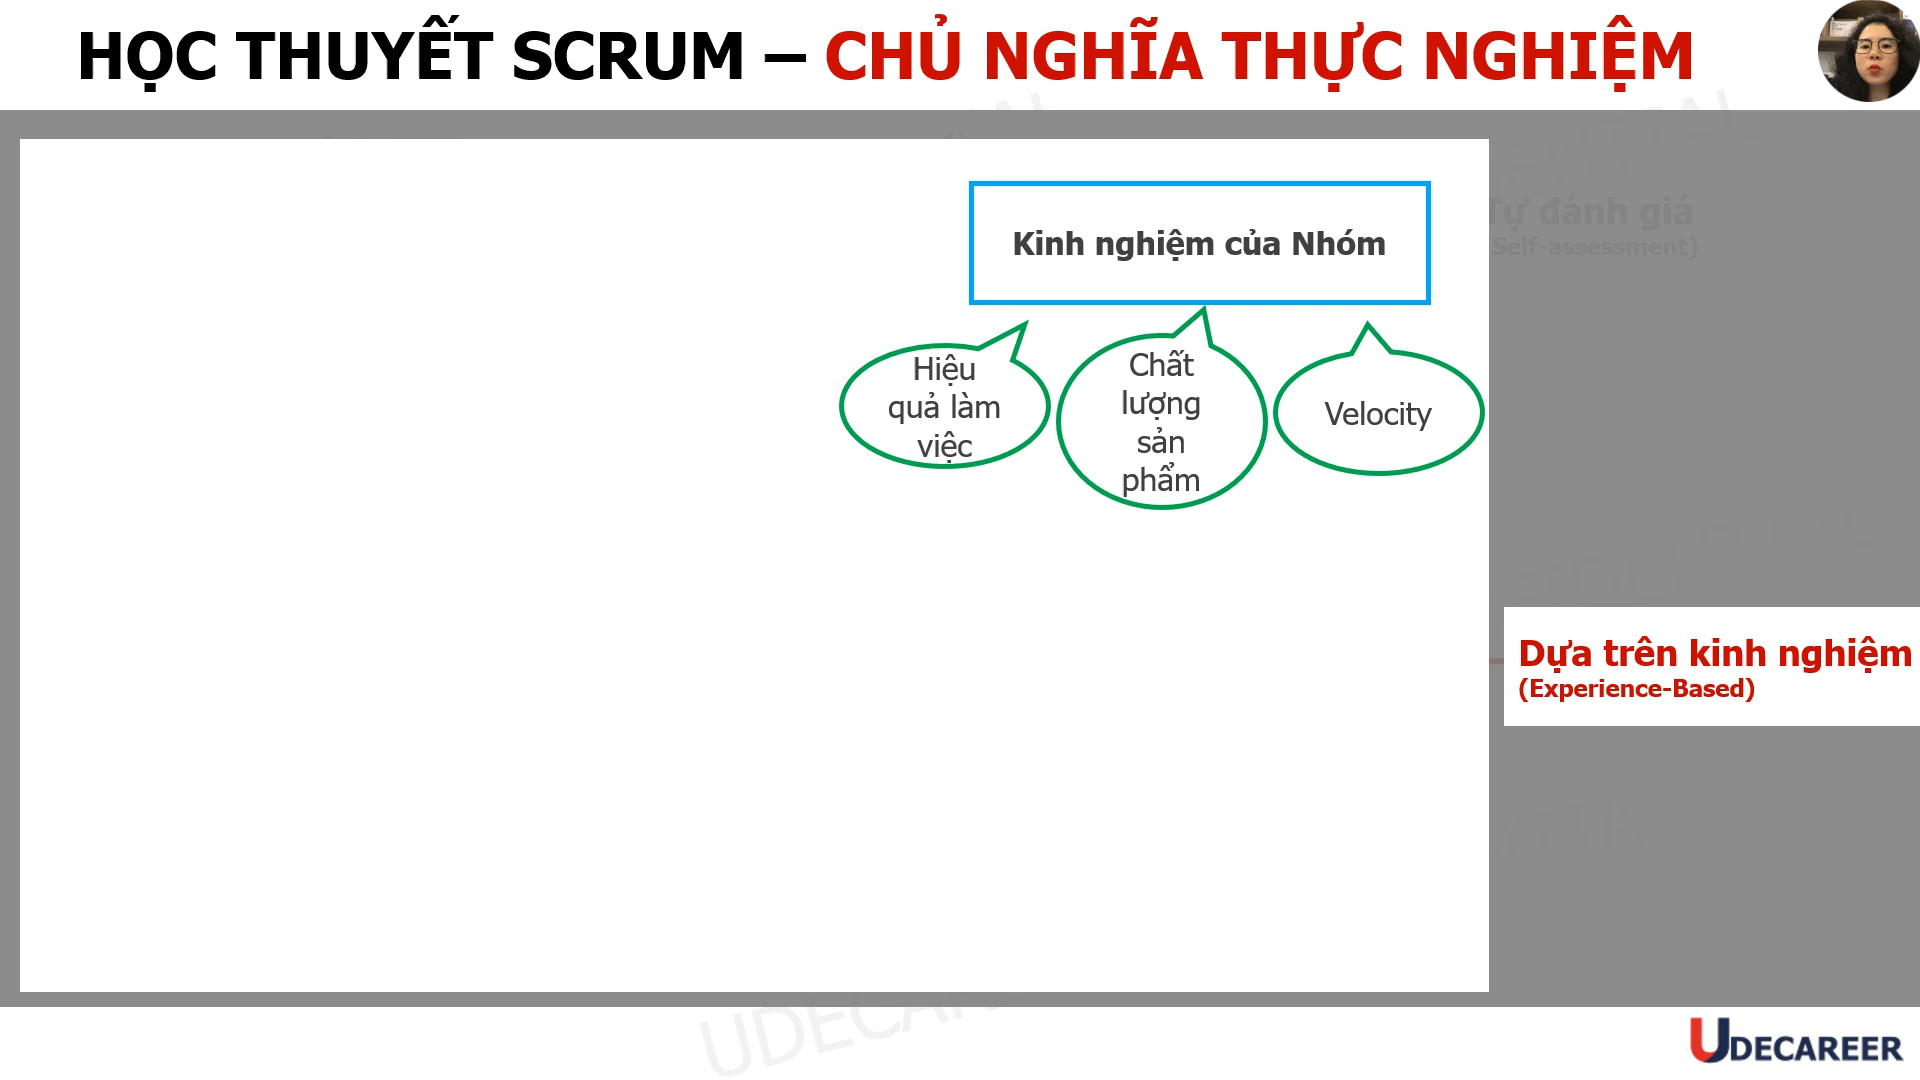 HỌC THUYẾT SCRUM – CHỦ NGHĨA THỰC NGHIỆM
Tự đánh giá
Self-assessment)
Kinh nghiệm của Nhóm
Hiệu
quả làm
việc
Chất
lượng
sản
phẩm
Velocity
Dựa trên kinh nghiệm
(Experience-Based)
UDECAREER